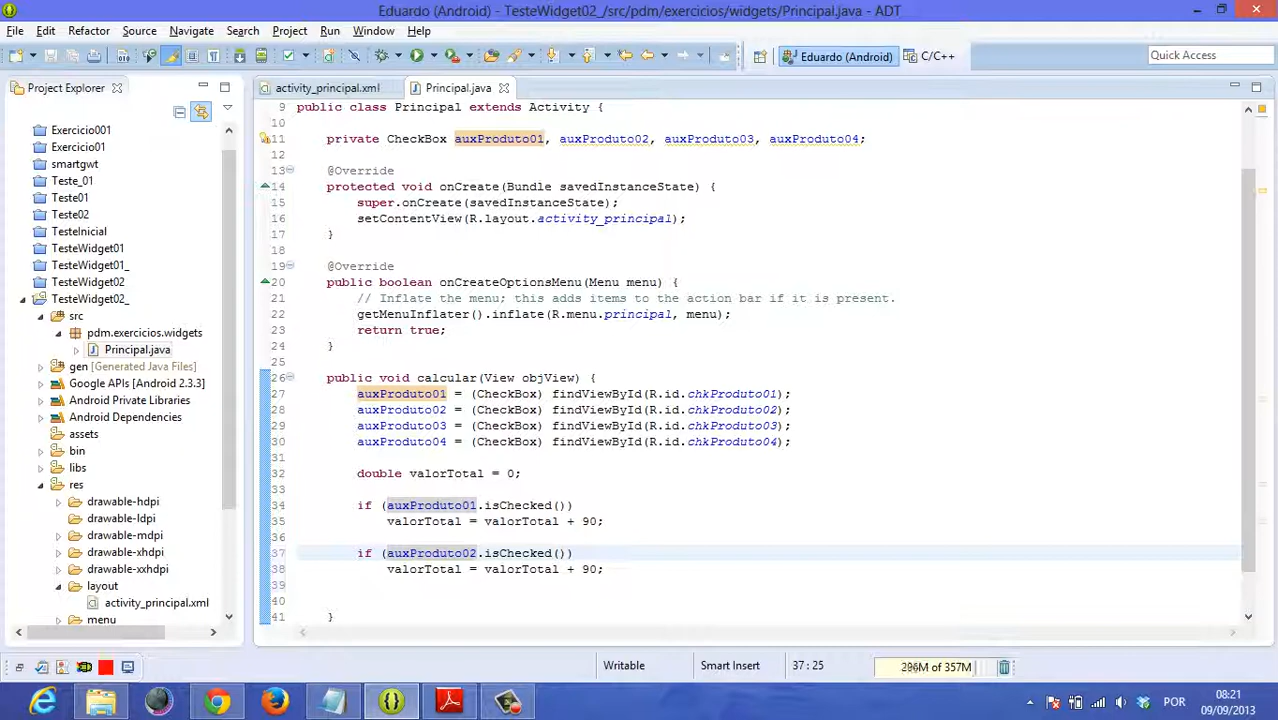 Eduardo (Android) - TesteWidget02_/src/pdm/exercicios/widgets/Principal.java - ADT
File Edit Refactor Source Navigate Search Project Run Window Help
Eduardo (Android) C/C++ Quick Access
Project Explorer
Exercicio001
Exercicio01
smartgwt
Teste_01
Teste01
Teste02
TesteInicial
TesteWidget01
TesteWidget01_
TesteWidget02
TesteWidget02_
src
pdm.exercicios.widgets
Principal.java
gen [Generated Java Files]
Google APIs [Android 2.3.3]
Android Private Libraries
Android Dependencies
assets
bin
libs
res
drawable-hdpi
drawable-ldpi
drawable-mdpi
drawable-xhdpi
drawable-xxhdpi
layout
activity_principal.xml
menu
activity_principal.xml Principal.java
9 public class Principal extends Activity {
10
11 private CheckBox auxProduto01, auxProduto02, auxProduto03, auxProduto04;
12
13 @Override
14 protected void onCreate(Bundle savedInstanceState) {
15 super.onCreate(savedInstanceState);
16 setContentView(R.layout.activity_principal);
17 }
18
19 @Override
20 public boolean onCreateOptionsMenu(Menu menu) {
21 // Inflate the menu; this adds items to the action bar if it is present.
22 getMenuInflater().inflate(R.menu.principal, menu);
23 return true;
24 }
25
26 public void calcular(View objView) {
27 auxProduto01 = (CheckBox) findViewById(R.id.chkProduto01);
28 auxProduto02 = (CheckBox) findViewById(R.id.chkProduto02);
29 auxProduto03 = (CheckBox) findViewById(R.id.chkProduto03);
30 auxProduto04 = (CheckBox) findViewById(R.id.chkProduto04);
31
32 double valorTotal = 0;
33
34 if (auxProduto01.isChecked())
35 valorTotal = valorTotal + 90;
36
37 if (auxProduto02.isChecked())
38 valorTotal = valorTotal + 90;
39
40
41 }
Writable Smart Insert 37 : 25 296M of 357M
POR 08:21
09/09/2013